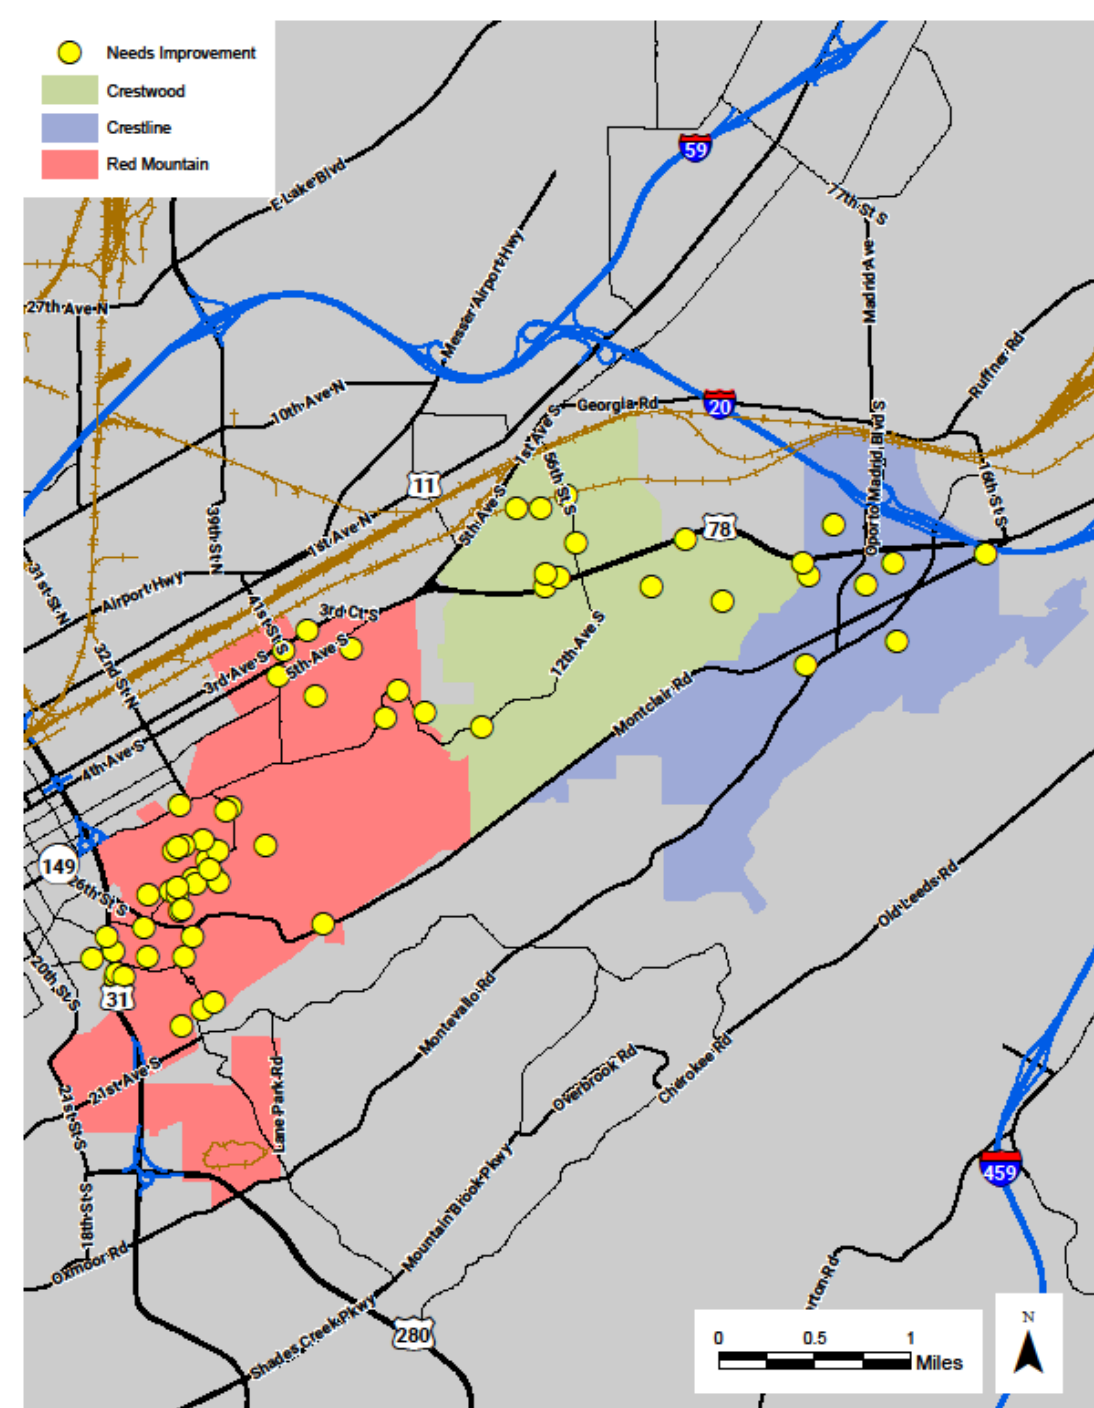 Needs Improvement
Crestwood
Crestline
Red Mountain
59
E Lake Blvd
77th St S
Madrid Ave
Messer Airport Hwy
27th Ave N
Ruffner Rd
10th Ave N
Georgia Rd
20
1st Ave S
Oporto Madrid Blvd S
56th St S
16th St S
11
5th Ave S
39th St N
1st Ave N
78
31st St N
Airport Hwy
41st St S
3rd Ct S
12th Ave S
32nd St N
3rd Ave S
5th Ave S
Montclair Rd
4th Ave S
149
26th St S
Old Leeds Rd
20th St S
31
Montevallo Rd
21st Ave S
Lane Park Rd
Overbrook Rd
Cherokee Rd
21st St S
459
Mountain Brook Pkwy
18th St S
Oxmoor Rd
rton Rd
Shades Creek Pkwy
280
0 0.5 1
Miles
N